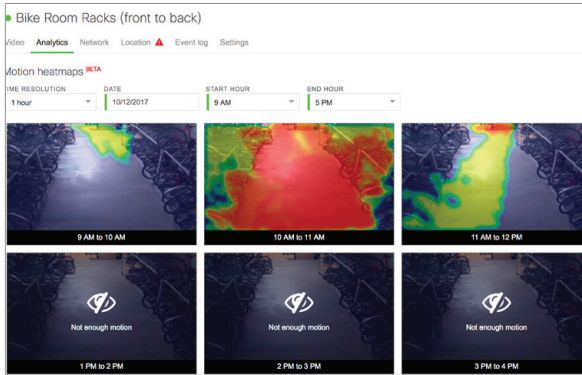 Bike Room Racks (front to back)
Video Analytics Network Location Event log Settings
Motion heatmaps BETA
TIME RESOLUTION DATE START HOUR END HOUR
1 hour 10/12/2017 9 AM 5 PM
9 AM to 10 AM 10 AM to 11 AM 11 AM to 12 PM
Not enough motion Not enough motion Not enough motion
1 PM to 2 PM 2 PM to 3 PM 3 PM to 4 PM